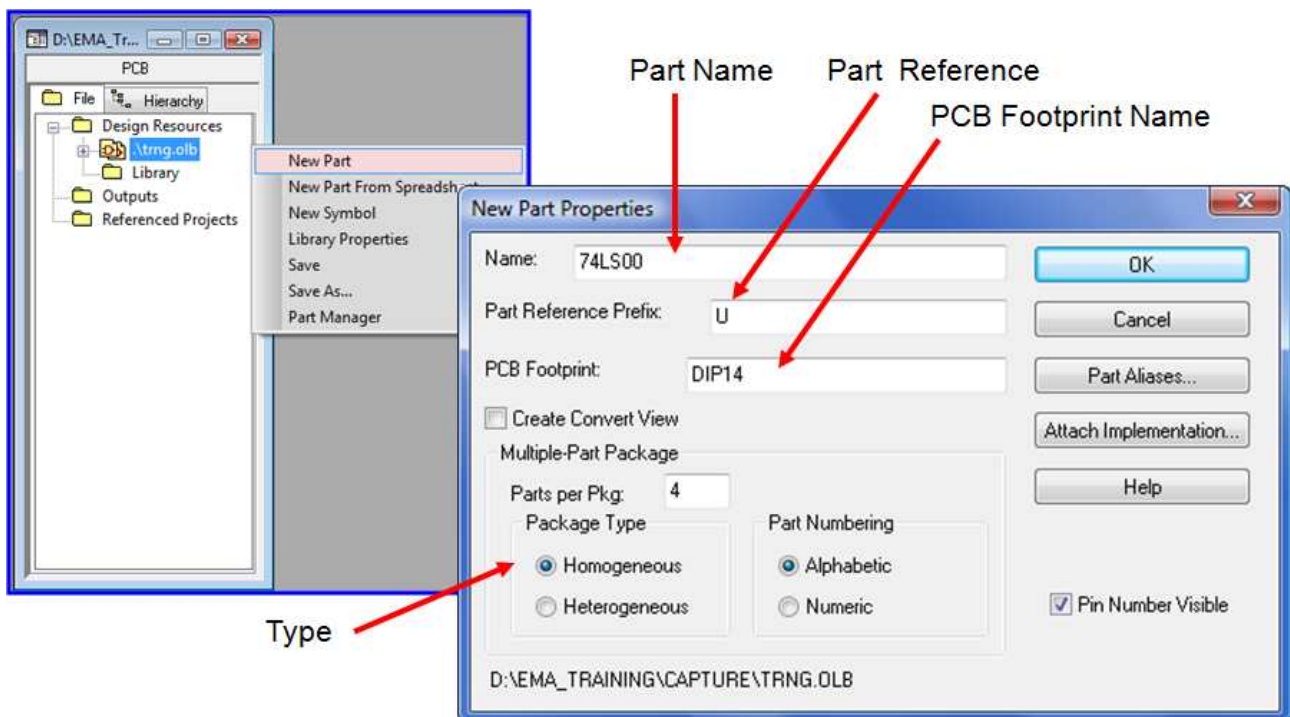 D:\EMA_Tr...
PCB
File Hierarchy
Design Resources
.\trng.olb
Library
Outputs
Referenced Projects
New Part
New Part From
New Symbol
Library Properties
Save
Save As...
Part Manager
Part Name
Part Reference
PCB Footprint Name
New Part Properties
Name: 74LS00
Part Reference Prefix: U
PCB Footprint: DIP14
Create Convert View
Multiple-Part Package
Parts per Pkg: 4
Package Type
Homogeneous
Heterogeneous
Part Numbering
Alphabetic
Numeric
OK
Cancel
Part Aliases...
Attach Implementation...
Help
Pin Number Visible
Type
D:\EMA_TRAINING\CAPTURE\TRNG.OLB